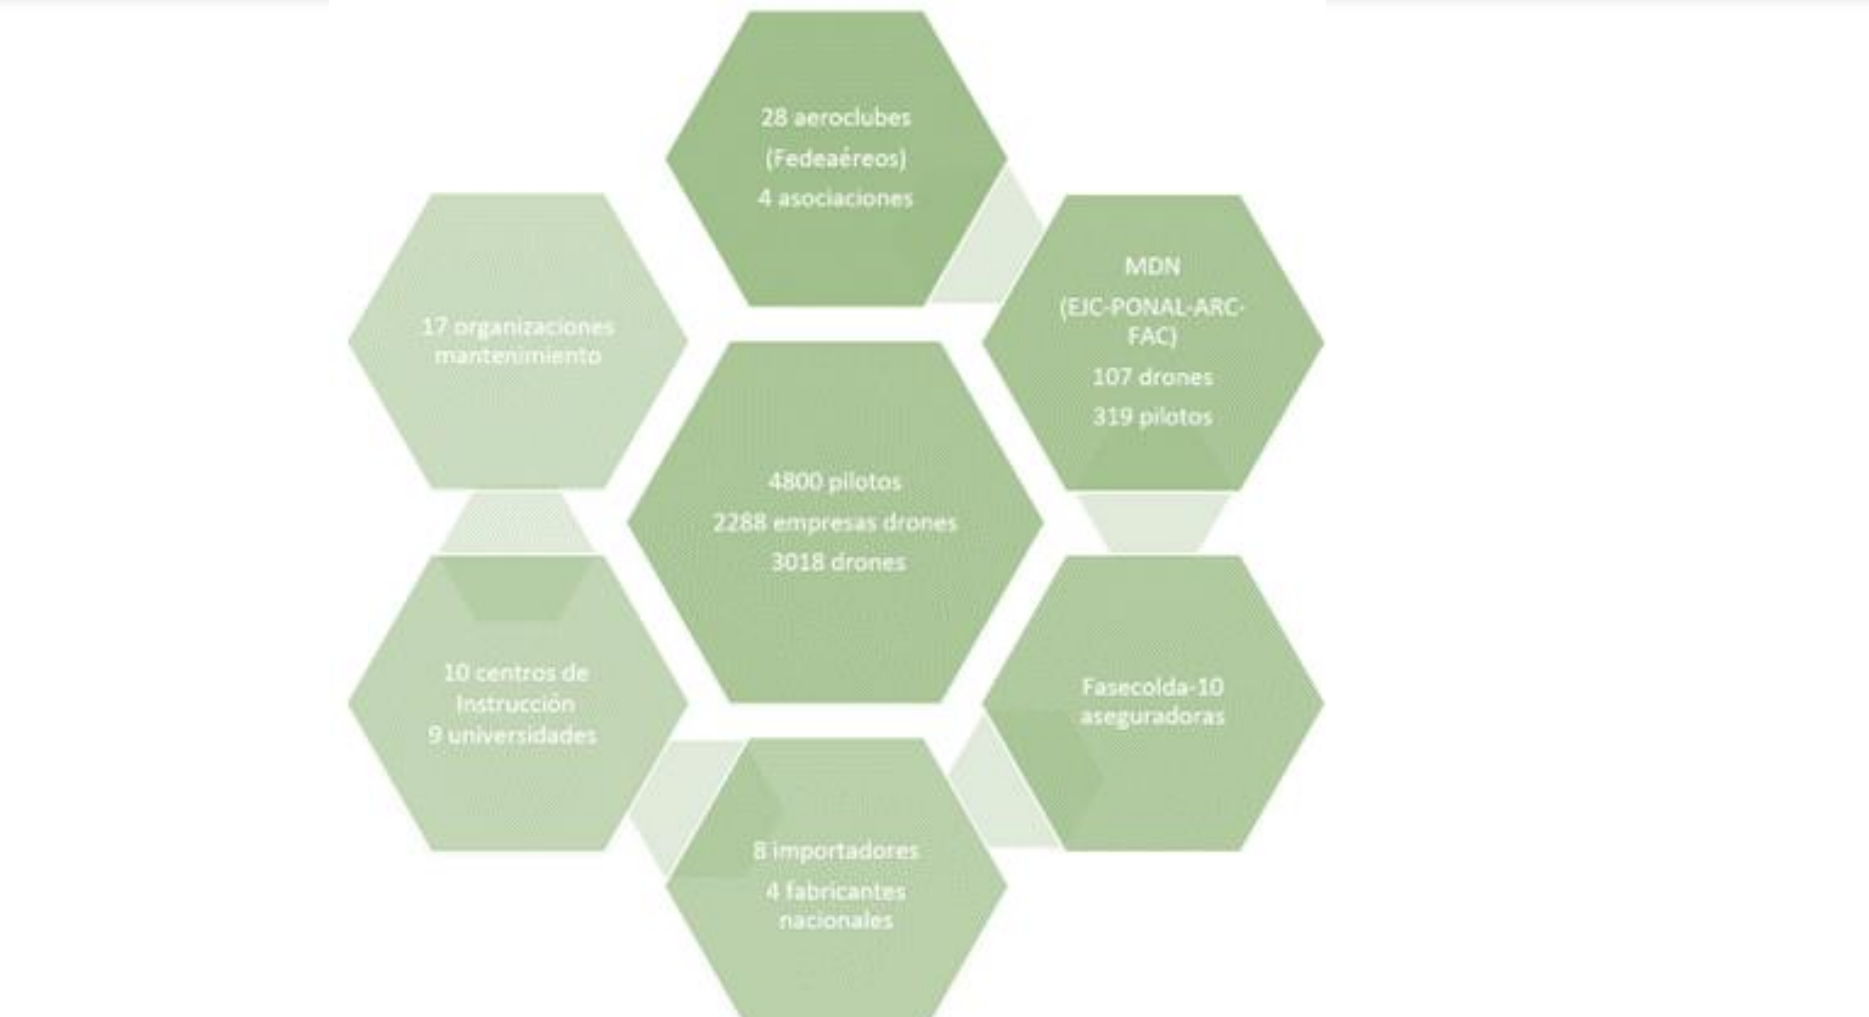 28 aeroclubes
(Fedeaéreos)
4 asociaciones
MDN
(EJC-PONAL-ARC-
FAC)
107 drones
319 pilotos
17 organizaciones
mantenimiento
4800 pilotos
2288 empresas drones
3018 drones
10 centros de
Instrucción
9 universidades
Fasecolda-10
aseguradoras
8 importadores
4 fabricantes
nacionales